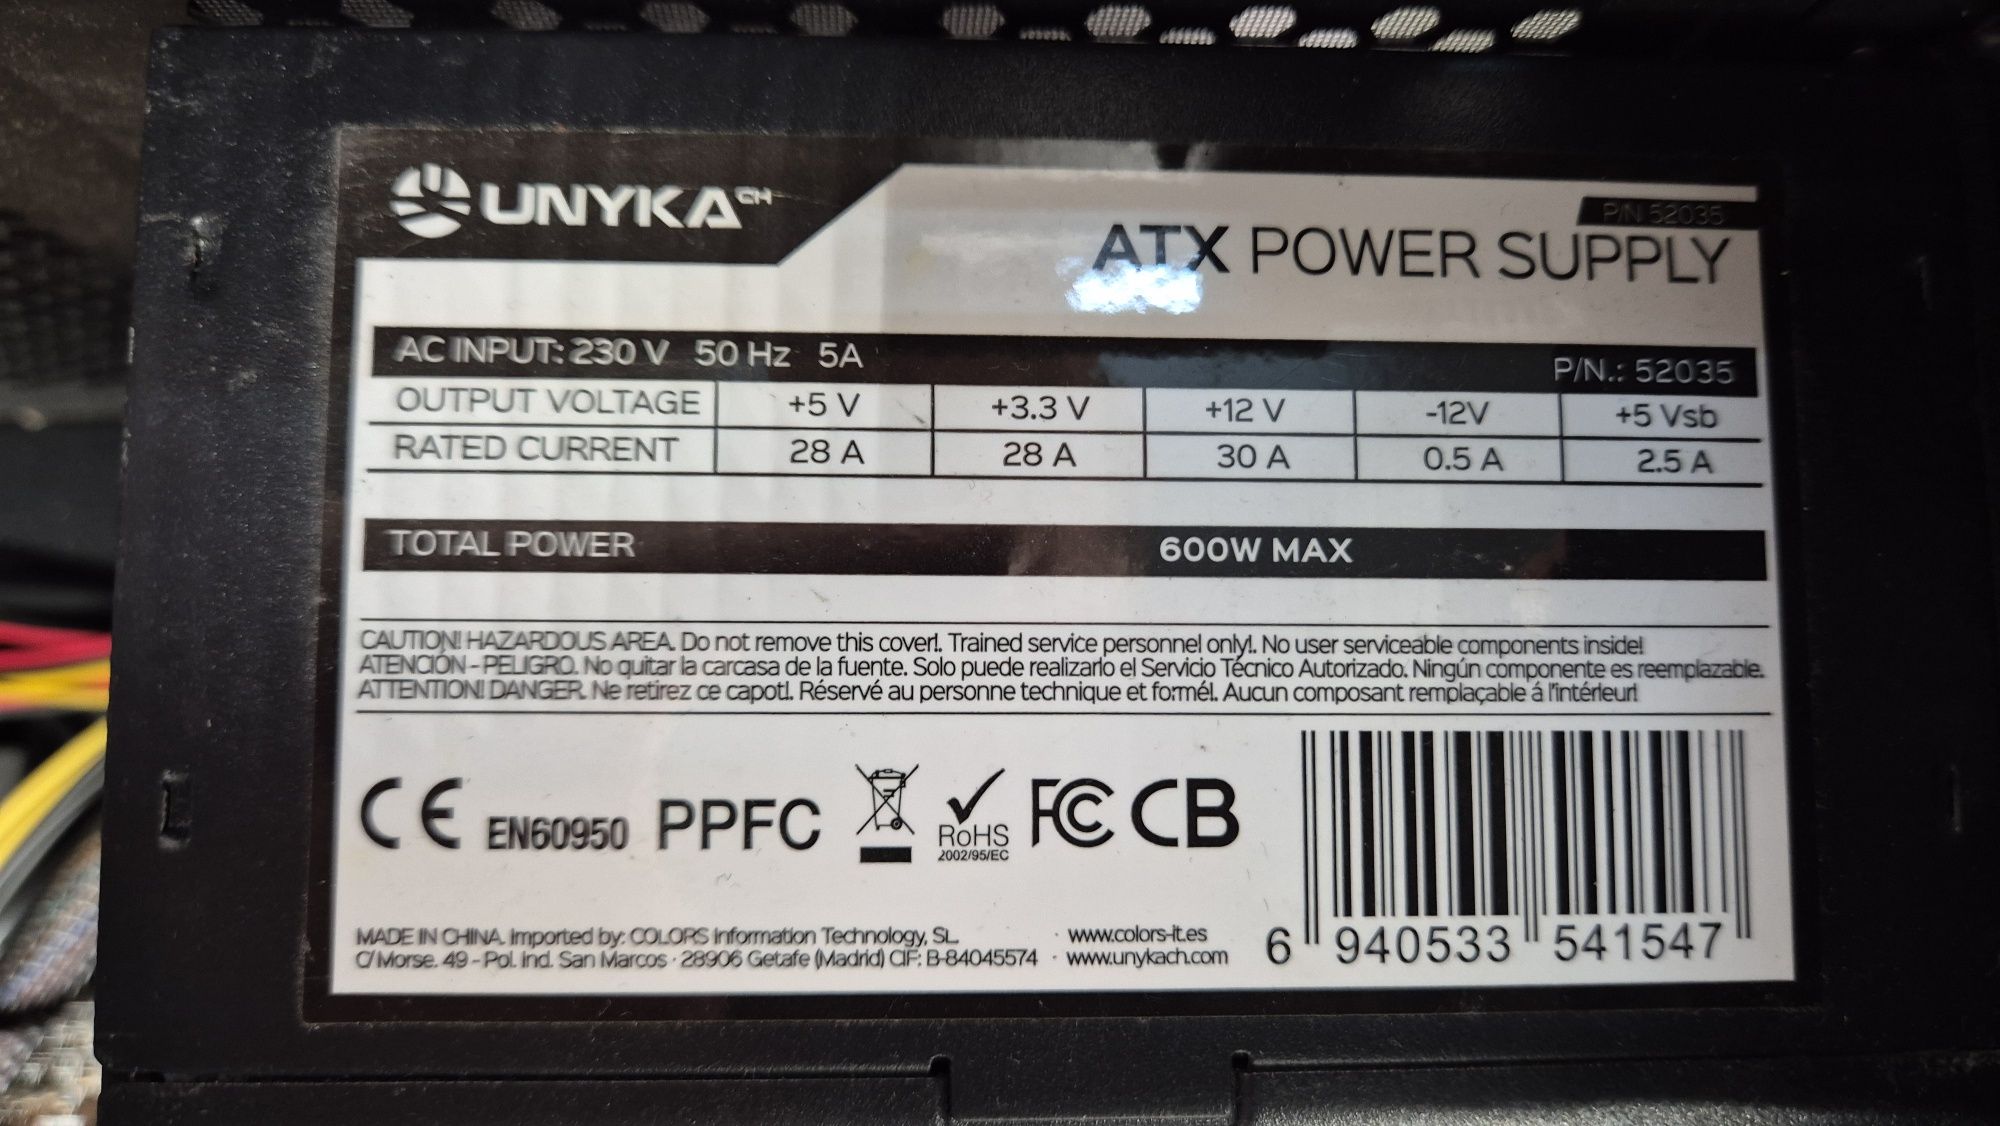 UNYKA CH
P/N 52035
ATX POWER SUPPLY
AC INPUT: 230 V 50 Hz 5A P/N.: 52035
OUTPUT VOLTAGE +5 V +3.3 V +12 V -12V +5 Vsb
RATED CURRENT 28 A 28 A 30 A 0.5 A 2.5 A
TOTAL POWER 600W MAX
CAUTION! HAZARDOUS AREA. Do not remove this cover!. Trained service personnel only!. No user serviceable components inside!
ATENCIÓN - PELIGRO. No quitar la carcasa de la fuente. Solo puede realizarlo el Servicio Técnico Autorizado. Ningún componente es reemplazable.
ATTENTION! DANGER. Ne retirez ce capot!. Réservé au personne technique et formé!. Aucun composant remplaçable á l'intérieur!
CE EN60950 PPFC RoHS FCC CB
2002/95/EC
MADE IN CHINA. Imported by: COLORS Information Technology, SL. · www.colors-it.es
C/ Morse. 49 - Pol. Ind. San Marcos · 28906 Getafe (Madrid) CIF: B-84045574 · www.unykach.com
6 940533 541547